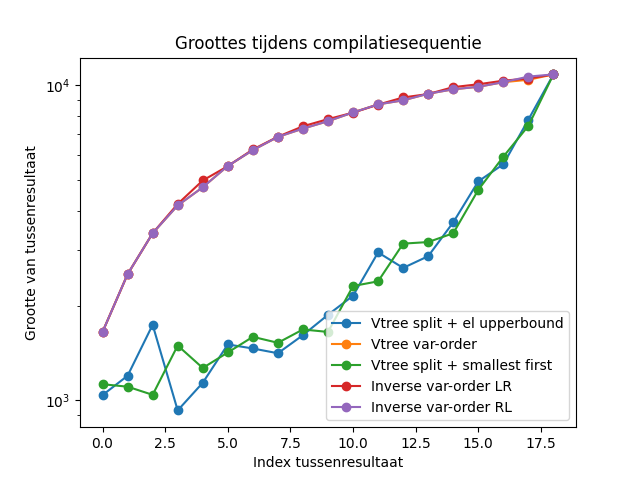 Groottes tijdens compilatiesequentie
Grootte van tussenresultaat
10⁴
10³
Vtree split + el upperbound
Vtree var-order
Vtree split + smallest first
Inverse var-order LR
Inverse var-order RL
0.0 2.5 5.0 7.5 10.0 12.5 15.0 17.5
Index tussenresultaat